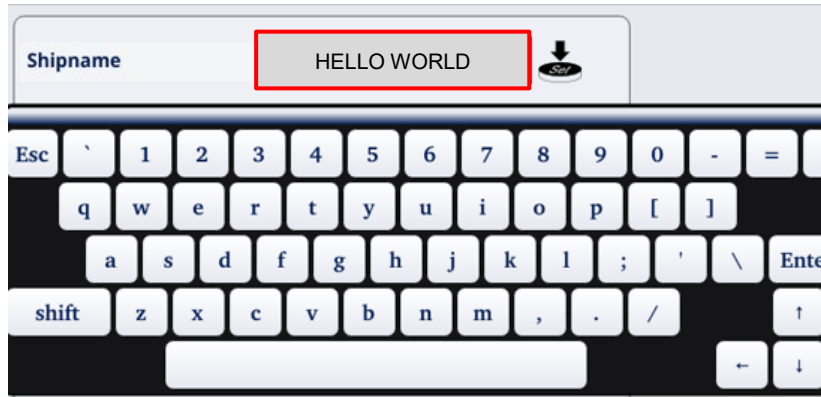 Shipname HELLO WORLD Set
Esc ` 1 2 3 4 5 6 7 8 9 0 - =
q w e r t y u i o p [ ]
a s d f g h j k l ; ' \ Ente
shift z x c v b n m , . / ↑
← ↓